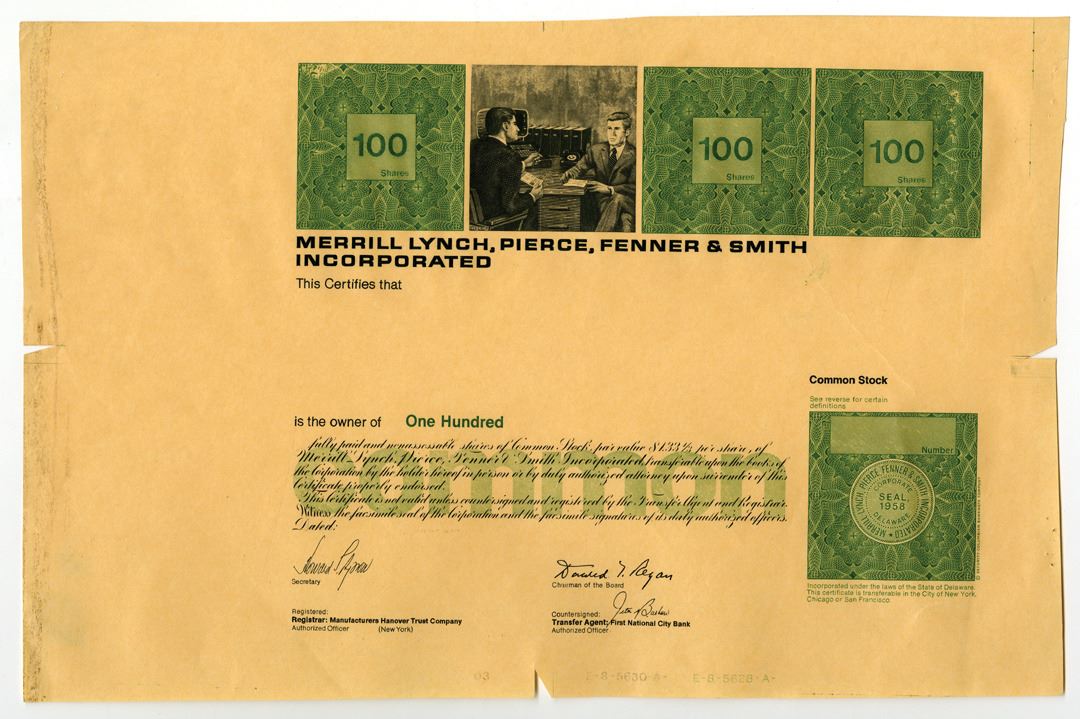 100
Shares
100
Shares
100
Shares
MERRILL LYNCH, PIERCE, FENNER & SMITH
INCORPORATED
This Certifies that
Common Stock
See reverse for certain
definitions
is the owner of One Hundred
fully paid and nonassessable shares of Common Stock, par value $1.33⅓ per share, of
Merrill Lynch, Pierce, Fenner & Smith Incorporated, transferable upon the books of
the Corporation by the holder hereof in person or by duly authorized attorney upon surrender of this
Certificate properly endorsed.
This Certificate is not valid unless countersigned and registered by the Transfer Agent and Registrar.
Witness the facsimile seal of the Corporation and the facsimile signatures of its duly authorized officers.
Dated:
Number
MERRILL LYNCH PIERCE FENNER & SMITH INCORPORATED
CORPORATE
SEAL
1958
DELAWARE
Secretary
Donald T. Regan
Chairman of the Board
Incorporated under the laws of the State of Delaware.
This certificate is transferable in the City of New York,
Chicago or San Francisco.
Registered:
Registrar: Manufacturers Hanover Trust Company
Authorized Officer (New York)
Countersigned:
Transfer Agent: First National City Bank
Authorized Officer
03
E-8-5630-A-
E-8-5628-A-